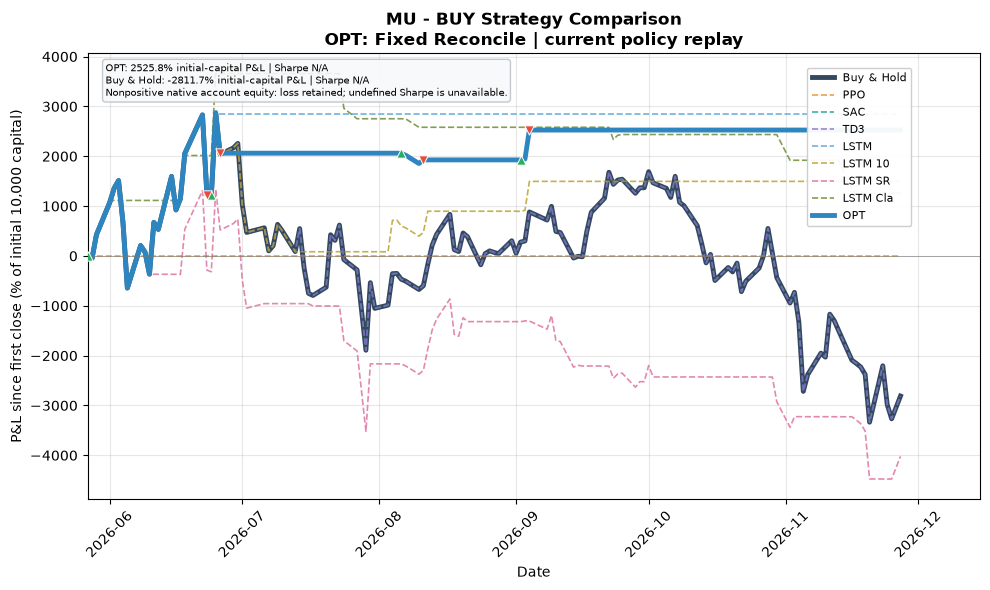 MU - BUY Strategy Comparison
OPT: Fixed Reconcile | current policy replay
OPT: 2525.8% initial-capital P&L | Sharpe N/A
Buy & Hold: -2811.7% initial-capital P&L | Sharpe N/A
Nonpositive native account equity: loss retained; undefined Sharpe is unavailable.
Buy & Hold
PPO
SAC
TD3
LSTM
LSTM 10
LSTM SR
LSTM Cla
OPT
P&L since first close (% of initial 10,000 capital)
4000
3000
2000
1000
0
−1000
−2000
−3000
−4000
2026-06
2026-07
2026-08
2026-09
2026-10
2026-11
2026-12
Date